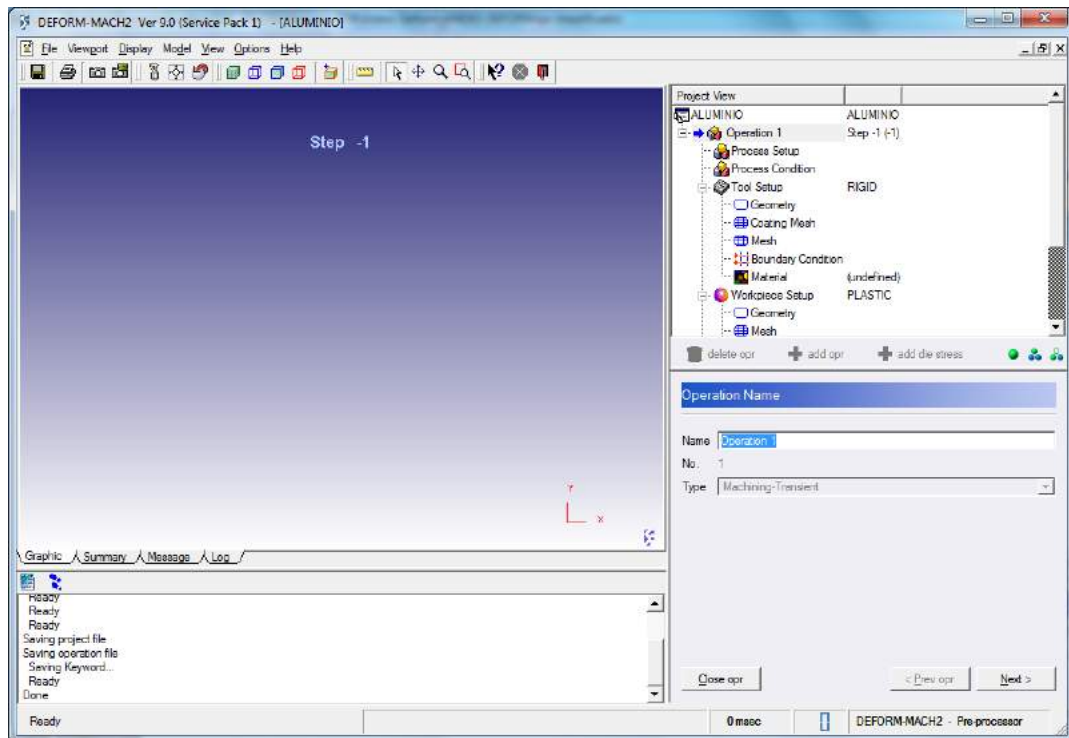 DEFORM-MACH2 Ver 9.0 (Service Pack 1) - [ALUMINIO]
File Viewport Display Model View Options Help
Step -1
Y
X
Graphic Summary Message Log
Ready
Ready
Ready
Saving project file
Saving operation file
Saving Keyword...
Ready
Done
Project View
ALUMINIO ALUMINIO
Operation 1 Step -1 (-1)
Process Setup
Process Condition
Tool Setup RIGID
Geometry
Coating Mesh
Mesh
Boundary Condition
Material (undefined)
Workpiece Setup PLASTIC
Geometry
Mesh
delete opr add opr add die stress
Operation Name
Name Operation 1
No. 1
Type Machining-Transient
Close opr < Prev opr Next >
Ready 0 msec DEFORM-MACH2 - Pre-processor